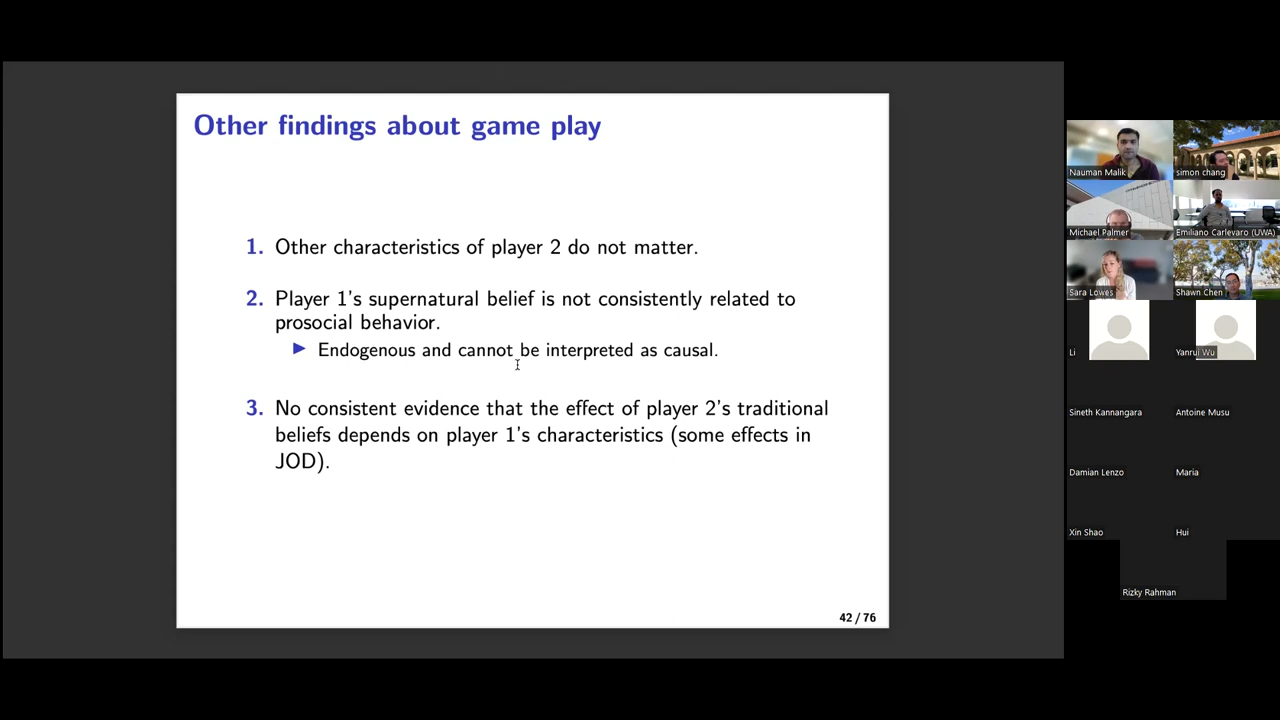 Other findings about game play
1. Other characteristics of player 2 do not matter.
2. Player 1's supernatural belief is not consistently related to
prosocial behavior.
▶ Endogenous and cannot be interpreted as causal.
3. No consistent evidence that the effect of player 2's traditional
beliefs depends on player 1's characteristics (some effects in
JOD).
42 / 76
Nauman Malik
simon chang
Michael Palmer
Emiliano Carlevaro (UWA)
Sara Lowes
Shawn Chen
Li
Yanrui Wu
Sineth Kannangara
Antoine Musu
Damian Lenzo
Maria
Xin Shao
Hui
Rizky Rahman